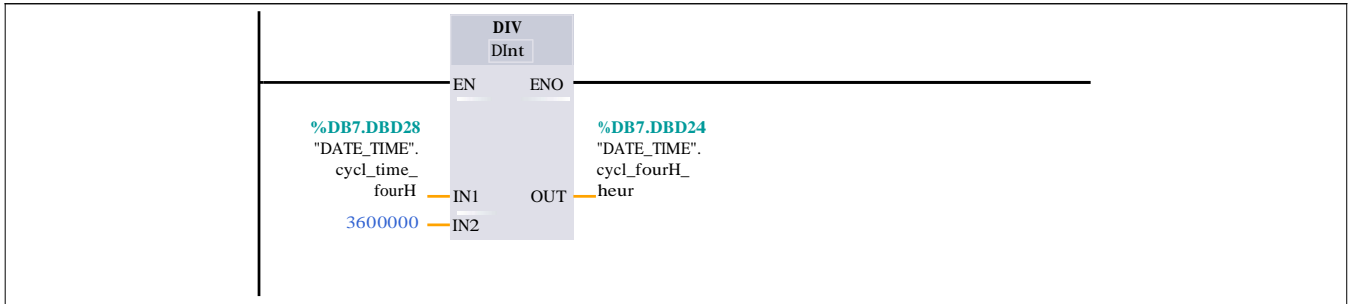 DIV
DInt
EN ENO
%DB7.DBD28
"DATE_TIME".
cycl_time_
fourH
%DB7.DBD24
"DATE_TIME".
cycl_fourH_
heur
IN1 OUT
3600000 IN2